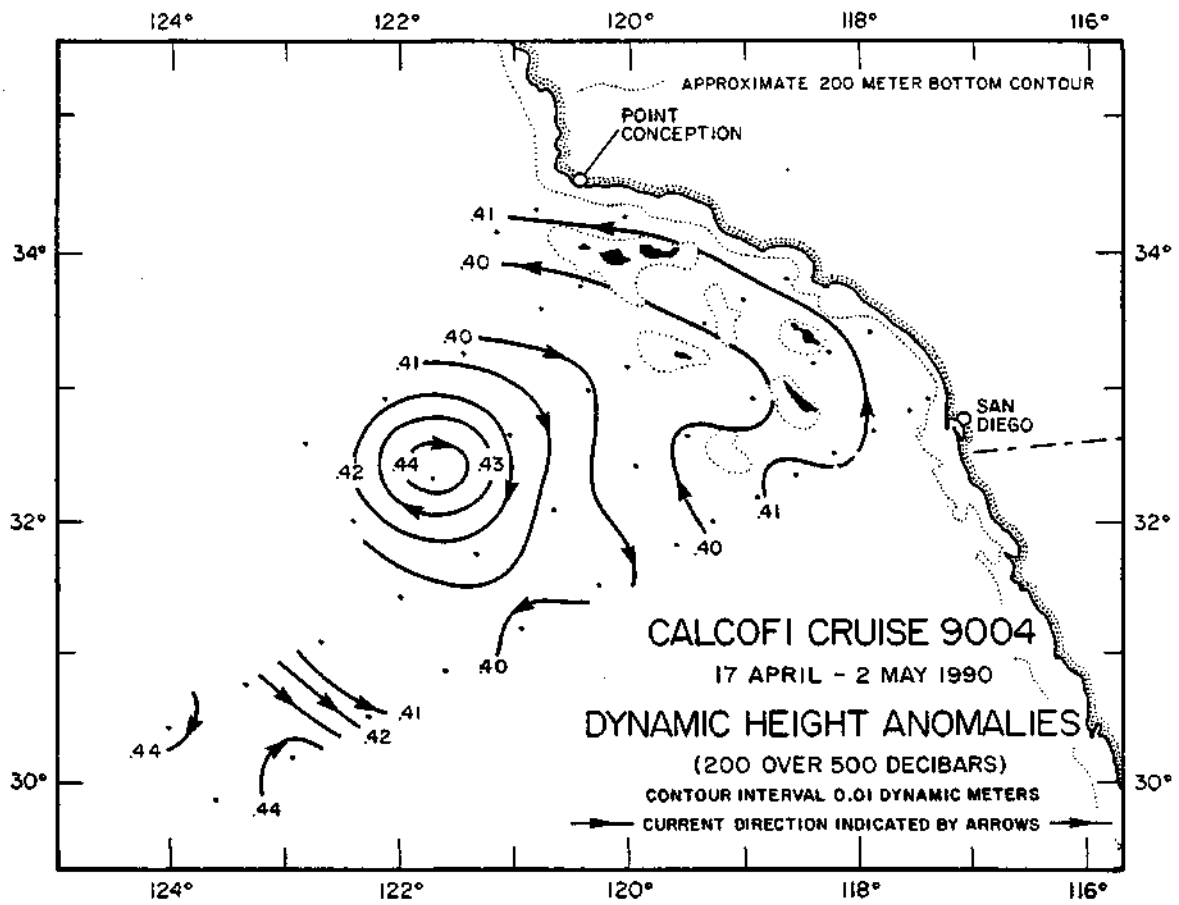 124° 122° 120° 118° 116°
APPROXIMATE 200 METER BOTTOM CONTOUR
POINT
CONCEPTION
.41
34° 34°
.40
.40
.41
SAN
DIEGO
.42 .44 .43
.41
32° 32°
.40
CALCOFI CRUISE 9004
.40
17 APRIL - 2 MAY 1990
.41
DYNAMIC HEIGHT ANOMALIES
.42
.44
(200 OVER 500 DECIBARS)
30° 30°
CONTOUR INTERVAL 0.01 DYNAMIC METERS
.44
CURRENT DIRECTION INDICATED BY ARROWS
124° 122° 120° 118° 116°